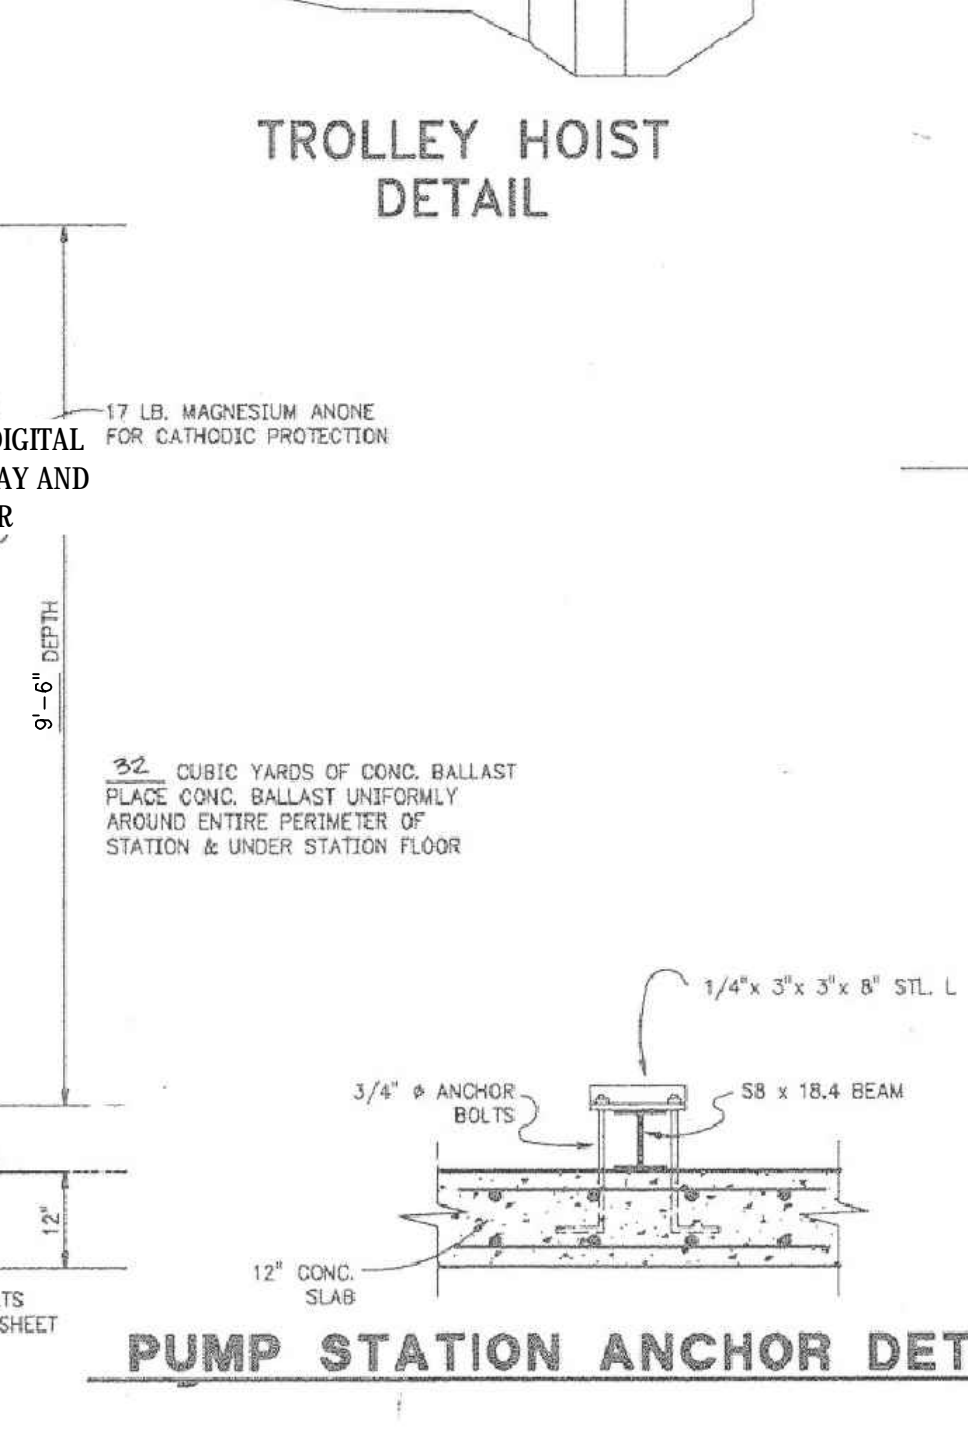 TROLLEY HOIST
DETAIL
17 LB. MAGNESIUM ANONE
FOR CATHODIC PROTECTION
DIGITAL
AY AND
R
9'-6" DEPTH
32 CUBIC YARDS OF CONC. BALLAST
PLACE CONC. BALLAST UNIFORMLY
AROUND ENTIRE PERIMETER OF
STATION & UNDER STATION FLOOR
1/4"x 3"x 3"x 8" STL. L
3/4" ϕ ANCHOR
BOLTS
S8 x 18.4 BEAM
12"
12" CONC.
SLAB
TS
SHEET
PUMP STATION ANCHOR DET